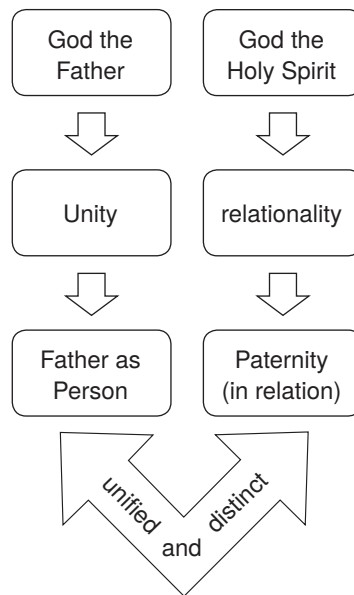 God the
Father
God the
Holy Spirit
Unity
relationality
Father as
Person
Paternity
(in relation)
unified
and
distinct